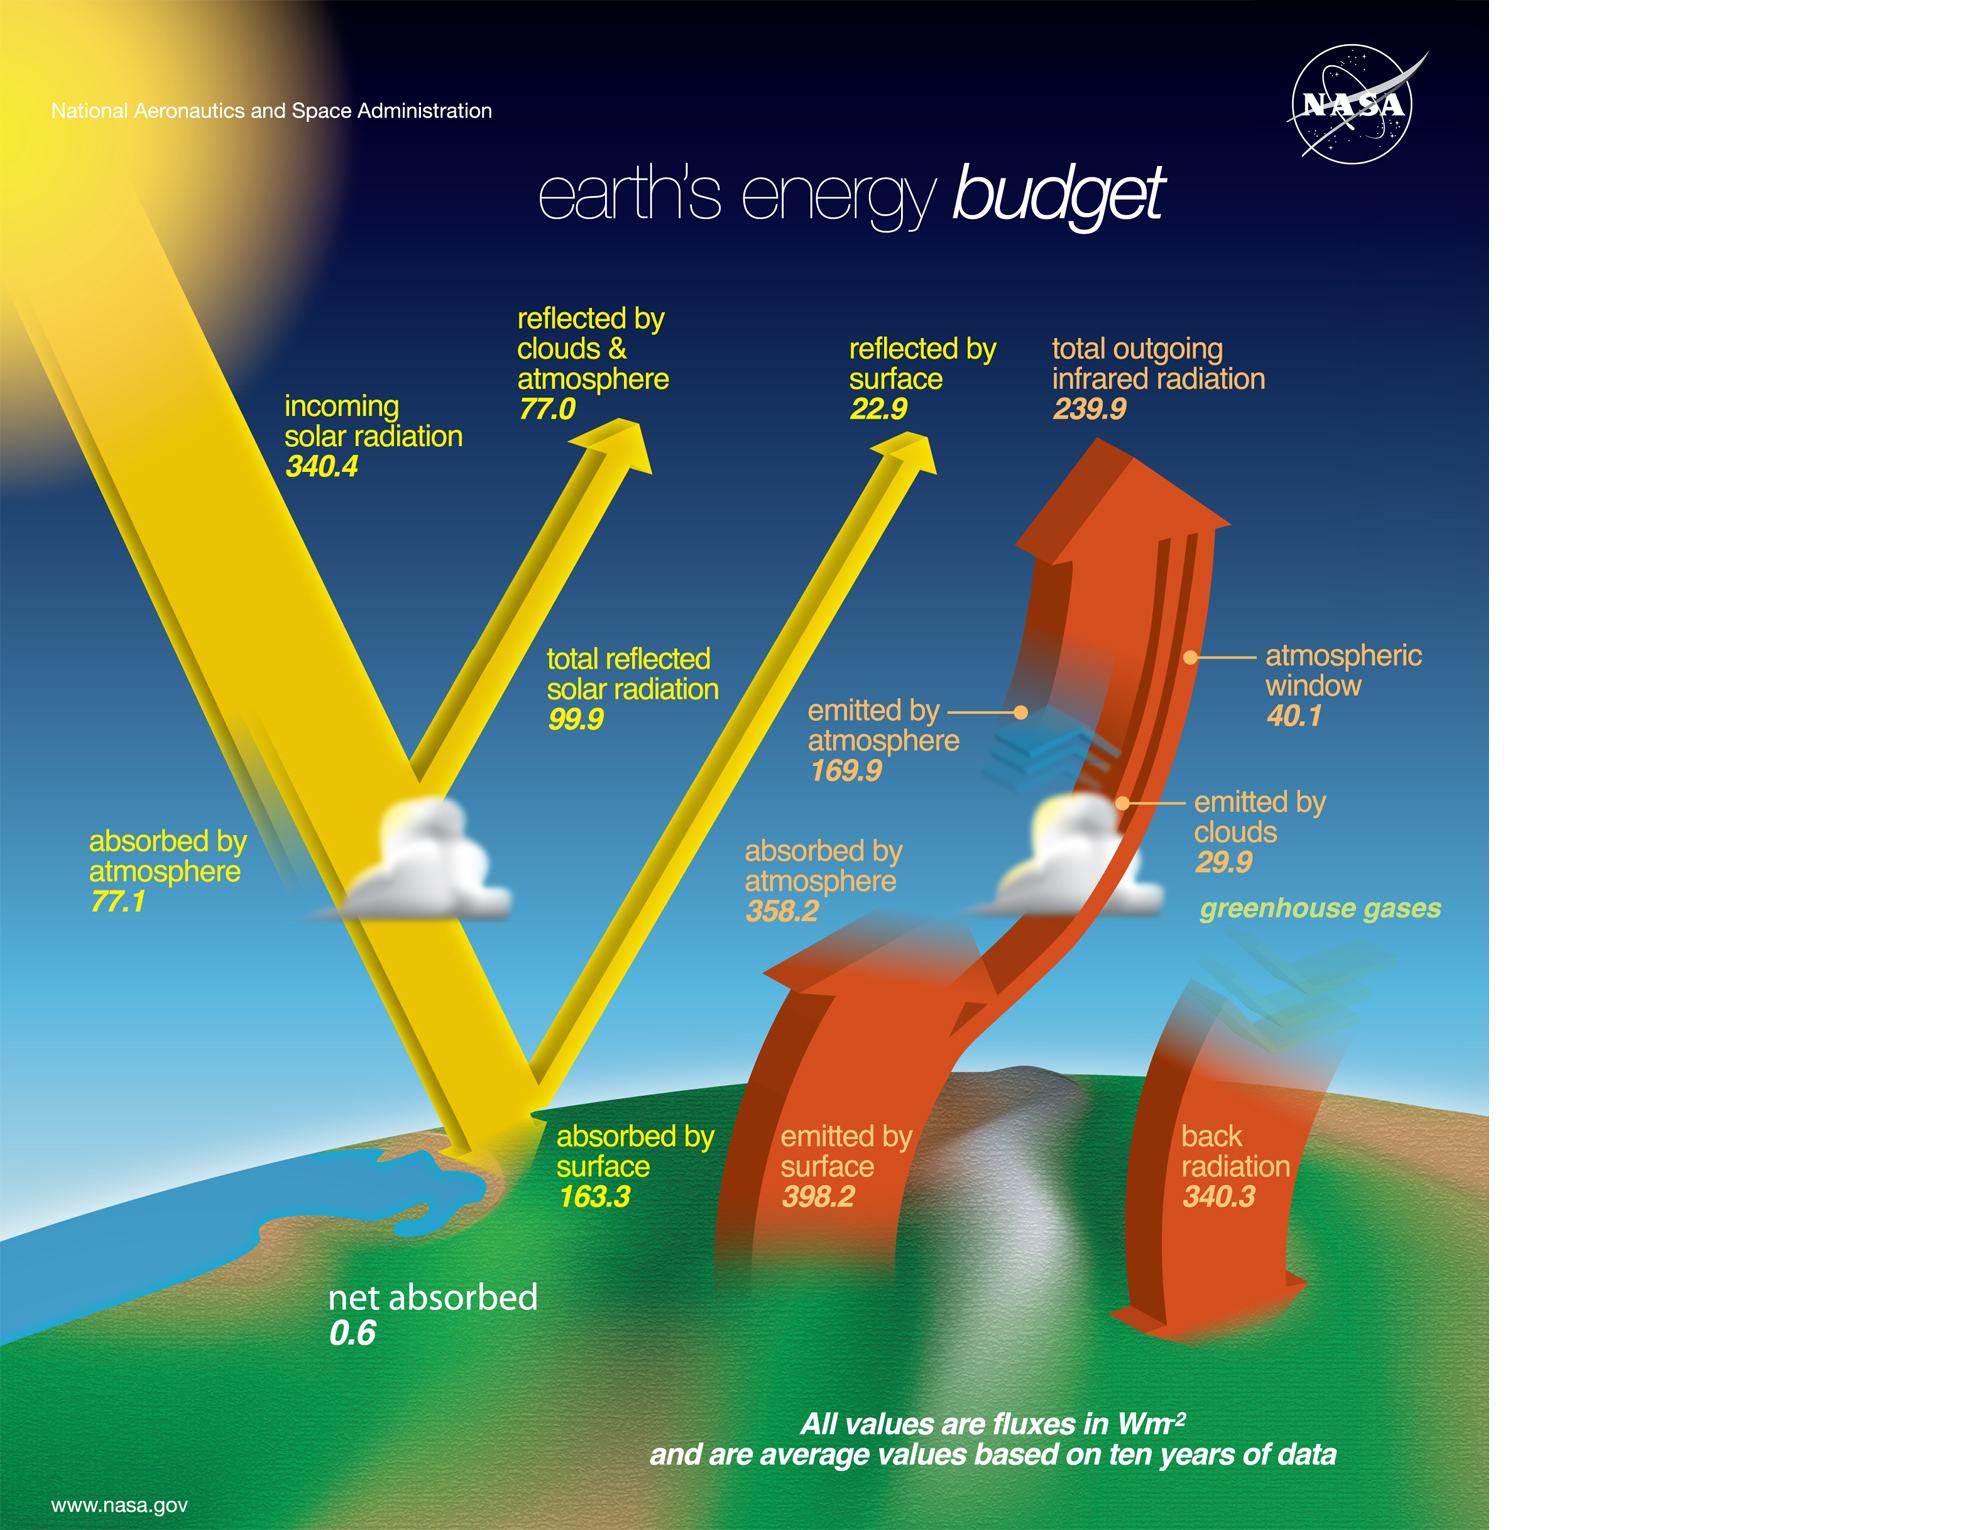 National Aeronautics and Space Administration
NASA
earth's energy budget
reflected by
clouds &
atmosphere
77.0
reflected by
surface
22.9
total outgoing
infrared radiation
239.9
incoming
solar radiation
340.4
total reflected
solar radiation
99.9
atmospheric
window
40.1
emitted by
atmosphere
169.9
emitted by
clouds
29.9
absorbed by
atmosphere
77.1
absorbed by
atmosphere
358.2
greenhouse gases
absorbed by
surface
163.3
emitted by
surface
398.2
back
radiation
340.3
net absorbed
0.6
All values are fluxes in Wm-2
and are average values based on ten years of data
www.nasa.gov